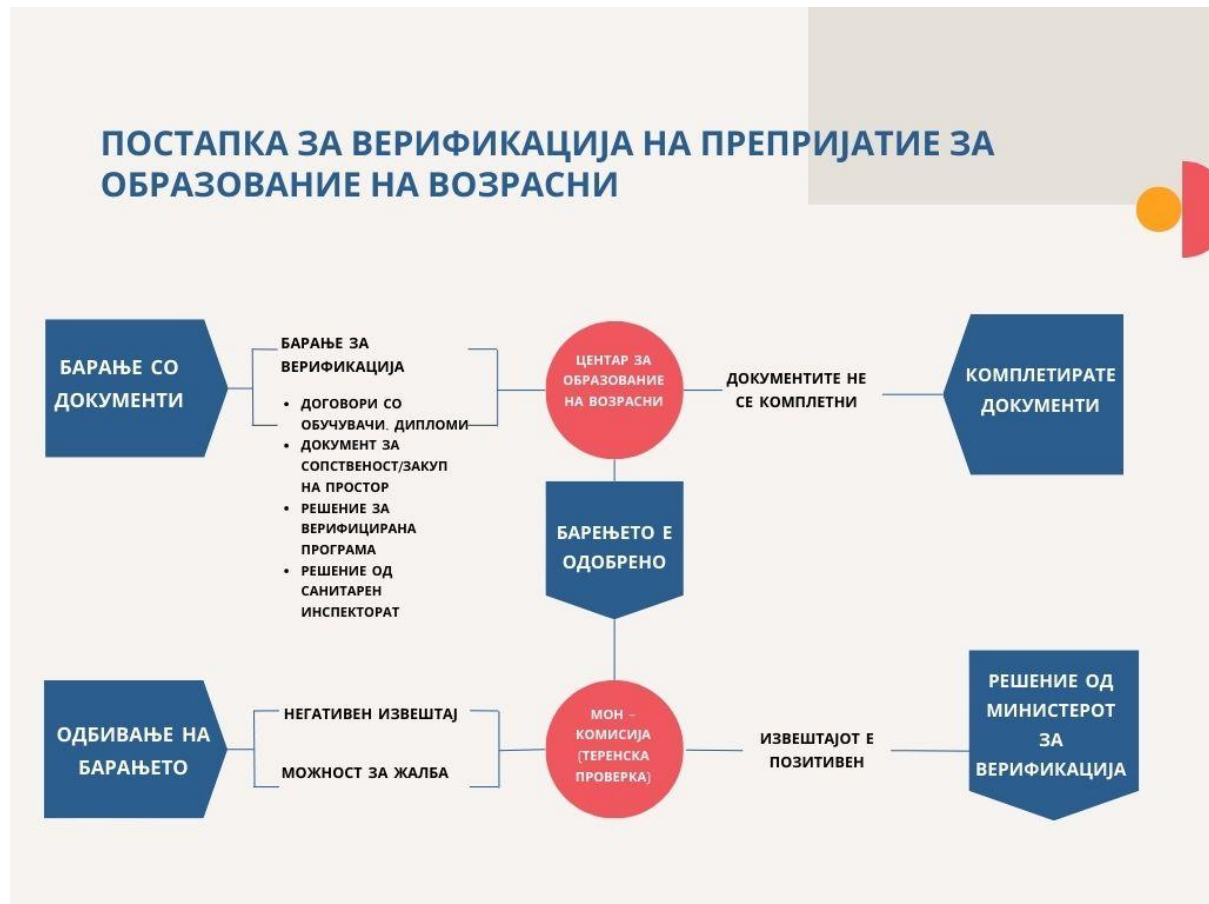 ПОСТАПКА ЗА ВЕРИФИКАЦИЈА НА ПРЕПРИЈАТИЕ ЗА
ОБРАЗОВАНИЕ НА ВОЗРАСНИ
БАРАЊЕ СО
ДОКУМЕНТИ
БАРАЊЕ ЗА
ВЕРИФИКАЦИЈА
• ДОГОВОРИ СО
ОБУЧУВАЧИ. ДИПЛОМИ
• ДОКУМЕНТ ЗА
СОПСТВЕНОСТ/ЗАКУП
НА ПРОСТОР
• РЕШЕНИЕ ЗА
ВЕРИФИЦИРАНА
ПРОГРАМА
• РЕШЕНИЕ ОД
САНИТАРЕН
ИНСПЕКТОРАТ
ЦЕНТАР ЗА
ОБРАЗОВАНИЕ
НА ВОЗРАСНИ
ДОКУМЕНТИТЕ НЕ
СЕ КОМПЛЕТНИ
КОМПЛЕТИРАТЕ
ДОКУМЕНТИ
БАРЕЊЕТО Е
ОДОБРЕНО
ОДБИВАЊЕ НА
БАРАЊЕТО
НЕГАТИВЕН ИЗВЕШТАЈ
МОЖНОСТ ЗА ЖАЛБА
МОН –
КОМИСИЈА
(ТЕРЕНСКА
ПРОВЕРКА)
ИЗВЕШТАЈОТ Е
ПОЗИТИВЕН
РЕШЕНИЕ ОД
МИНИСТЕРОТ
ЗА
ВЕРИФИКАЦИЈА